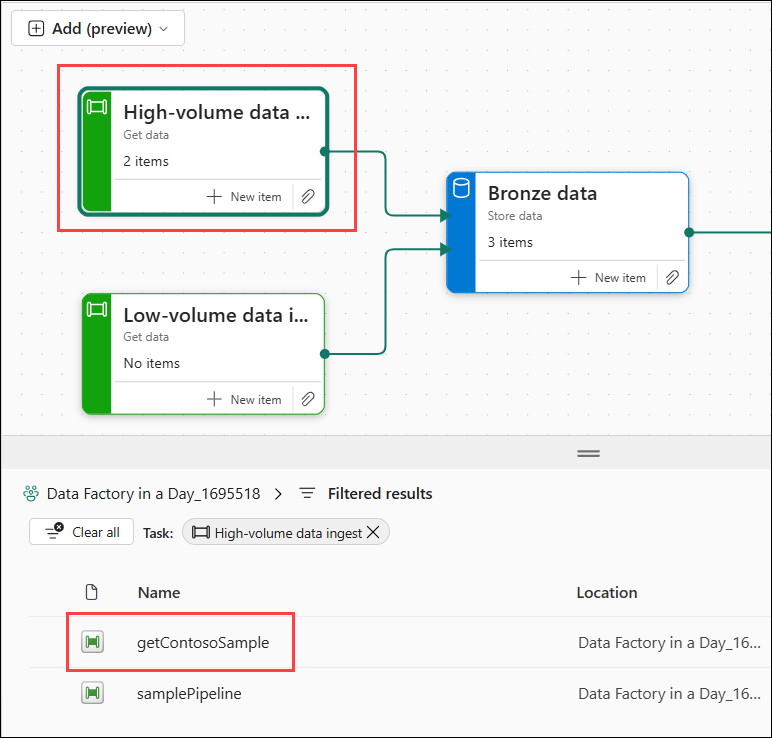 Add (preview)
High-volume data ...
Get data
2 items
New item
Bronze data
Store data
3 items
New item
Low-volume data i...
Get data
No items
New item
Data Factory in a Day_1695518 > Filtered results
Clear all Task: High-volume data ingest
Name Location
getContosoSample Data Factory in a Day_16...
samplePipeline Data Factory in a Day_16...